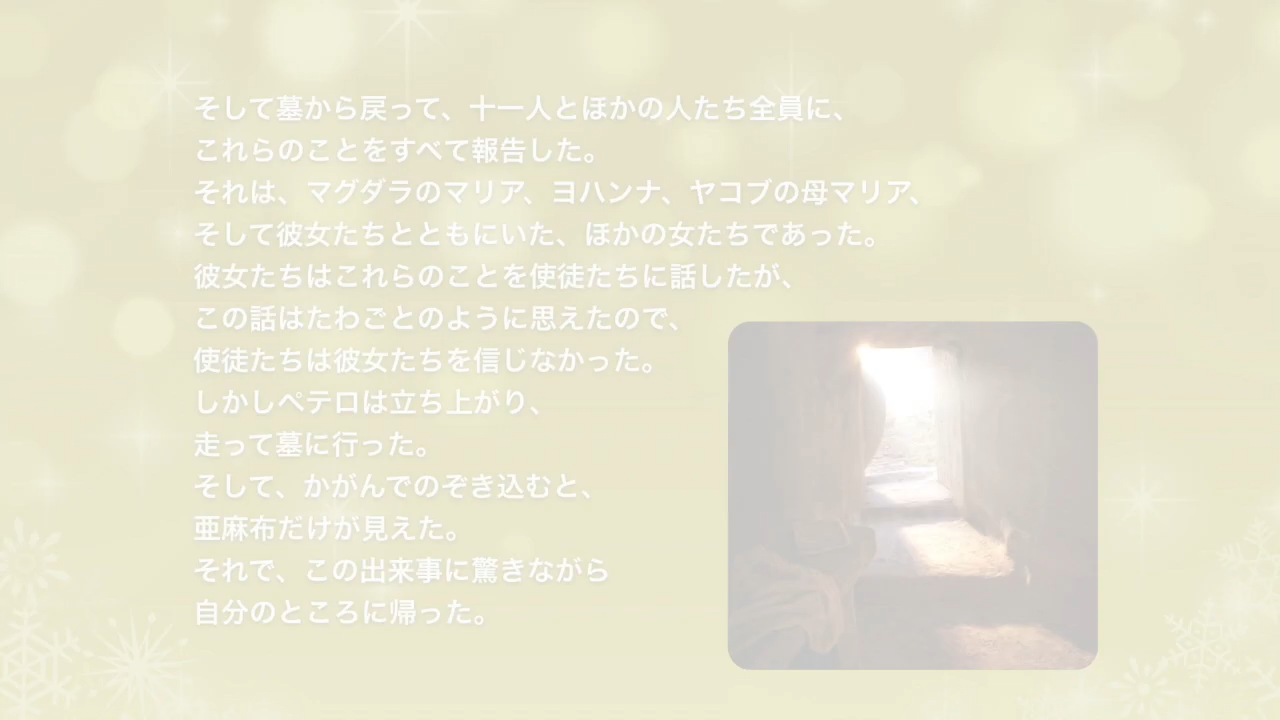 そして墓から戻って、十一人とほかの人たち全員に、
これらのことをすべて報告した。
それは、マグダラのマリア、ヨハンナ、ヤコブの母マリア、
そして彼女たちとともにいた、ほかの女たちであった。
彼女たちはこれらのことを使徒たちに話したが、
この話はたわごとのように思えたので、
使徒たちは彼女たちを信じなかった。
しかしペテロは立ち上がり、
走って墓に行った。
そして、かがんでのぞき込むと、
亜麻布だけが見えた。
それで、この出来事に驚きながら
自分のところに帰った。